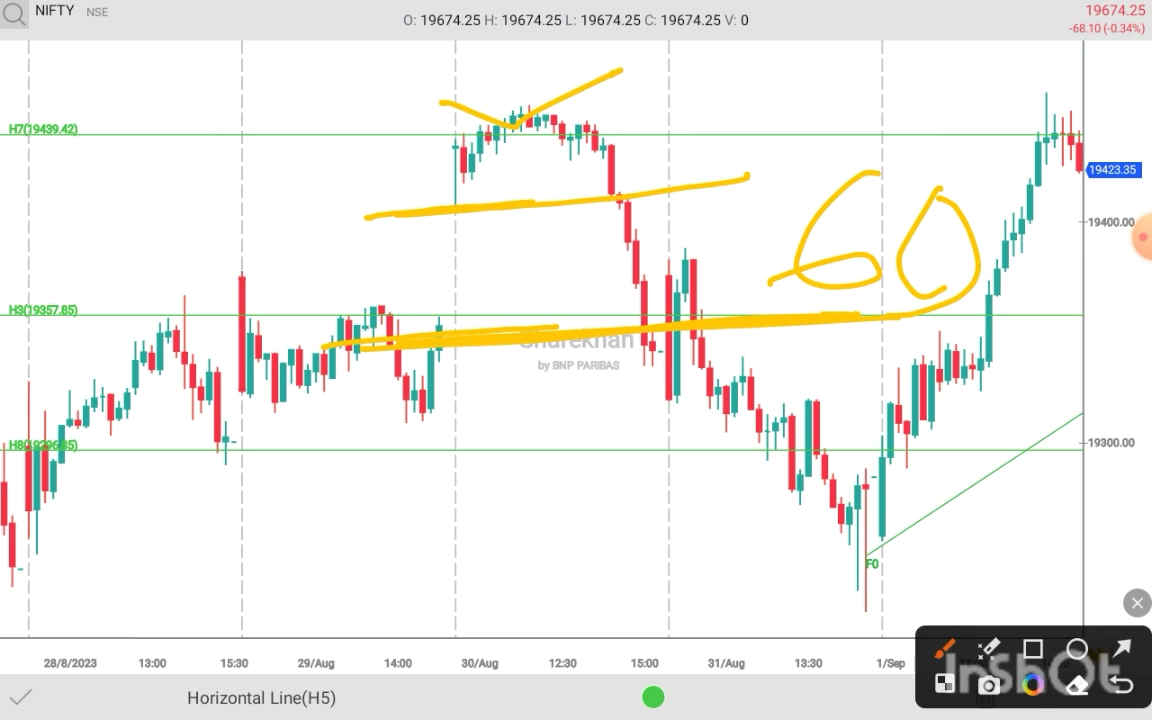 NIFTY NSE
O: 19674.25 H: 19674.25 L: 19674.25 C: 19674.25 V: 0
19674.25
-68.10 (-0.34%)
H7(19439.42)
19423.35
19400.00
H3(19357.85)
Sharekhan
by BNP PARIBAS
19300.00
F0
28/8/2023 13:00 15:30 29/Aug 14:00 30/Aug 12:30 15:00 31/Aug 13:30 1/Sep
InShOt
Horizontal Line(H5)
60